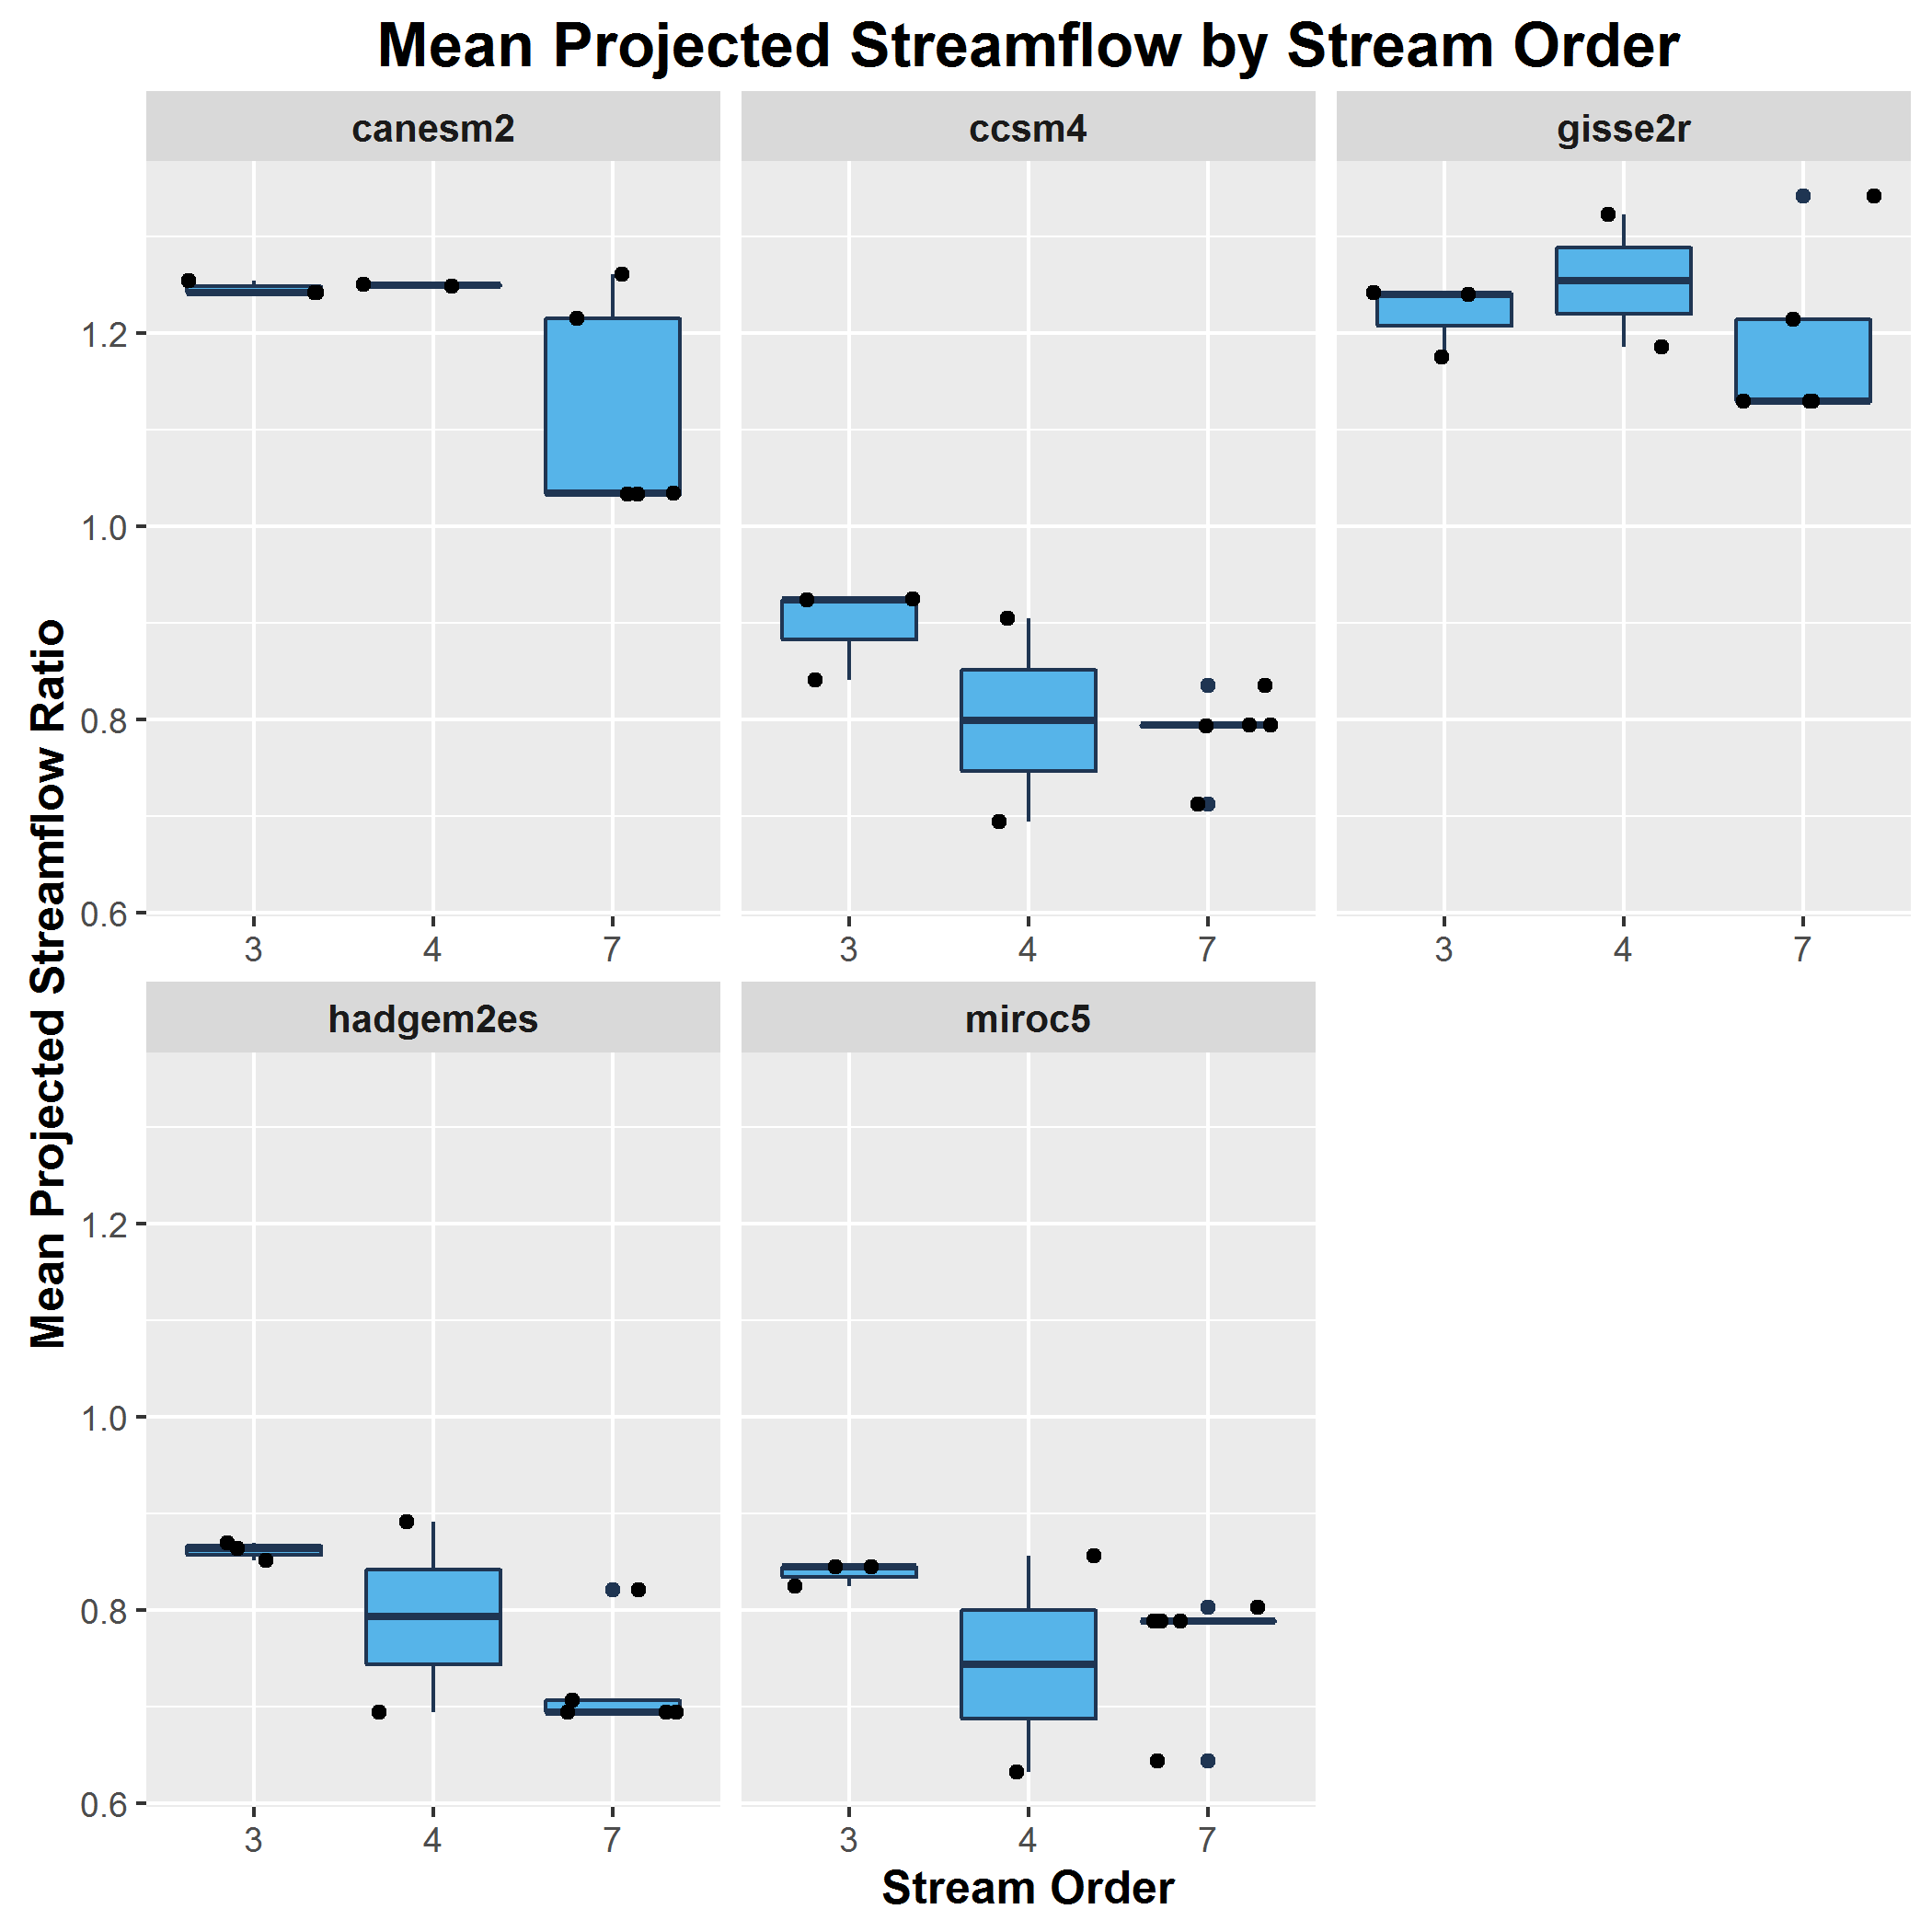 Mean Projected Streamflow by Stream Order
canesm2
ccsm4
gisse2r
1.2
1.0
0.8
0.6
3 4 7
3 4 7
3 4 7
Mean Projected Streamflow Ratio
hadgem2es
miroc5
1.2
1.0
0.8
0.6
3 4 7
3 4 7
Stream Order